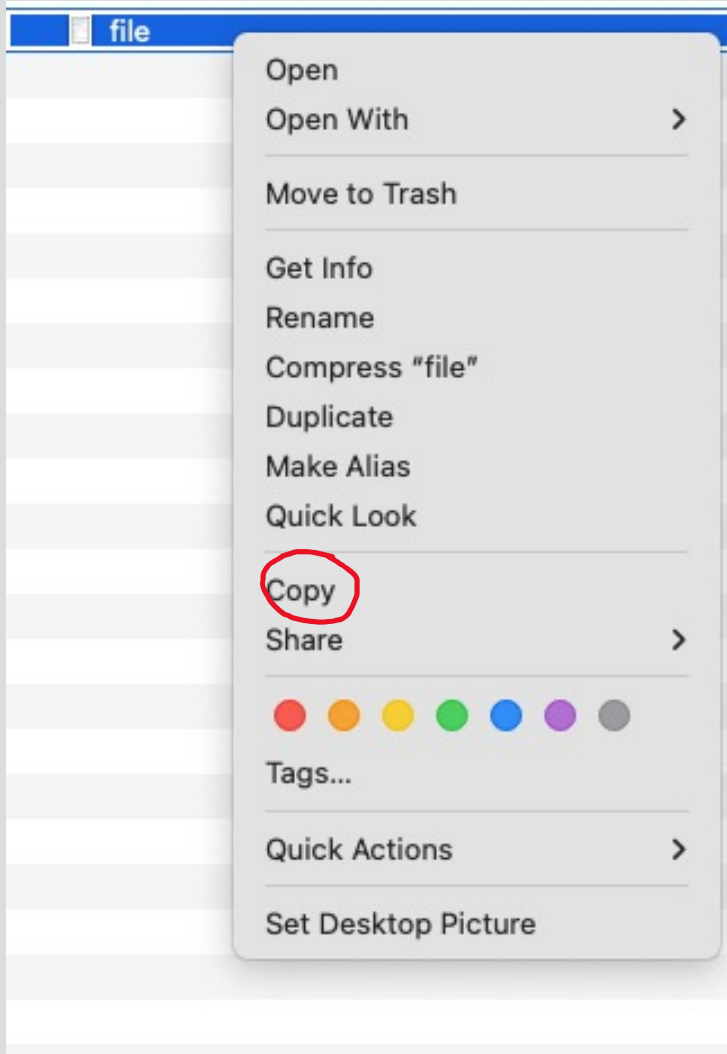 file
Open
Open With
Move to Trash
Get Info
Rename
Compress “file”
Duplicate
Make Alias
Quick Look
Copy
Share
Tags...
Quick Actions
Set Desktop Picture